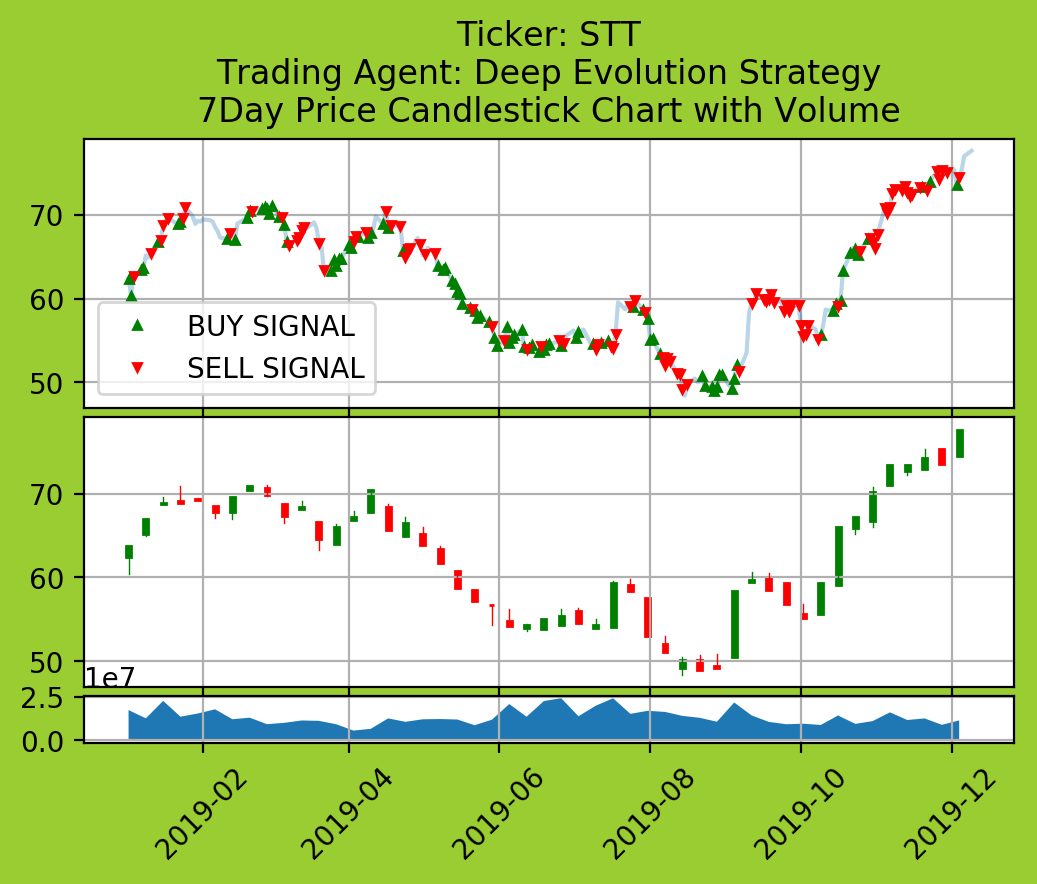 Ticker: STT
Trading Agent: Deep Evolution Strategy
7Day Price Candlestick Chart with Volume
70
60
50
BUY SIGNAL
SELL SIGNAL
70
60
50
1e7
2.5
0.0
2019-02
2019-04
2019-06
2019-08
2019-10
2019-12